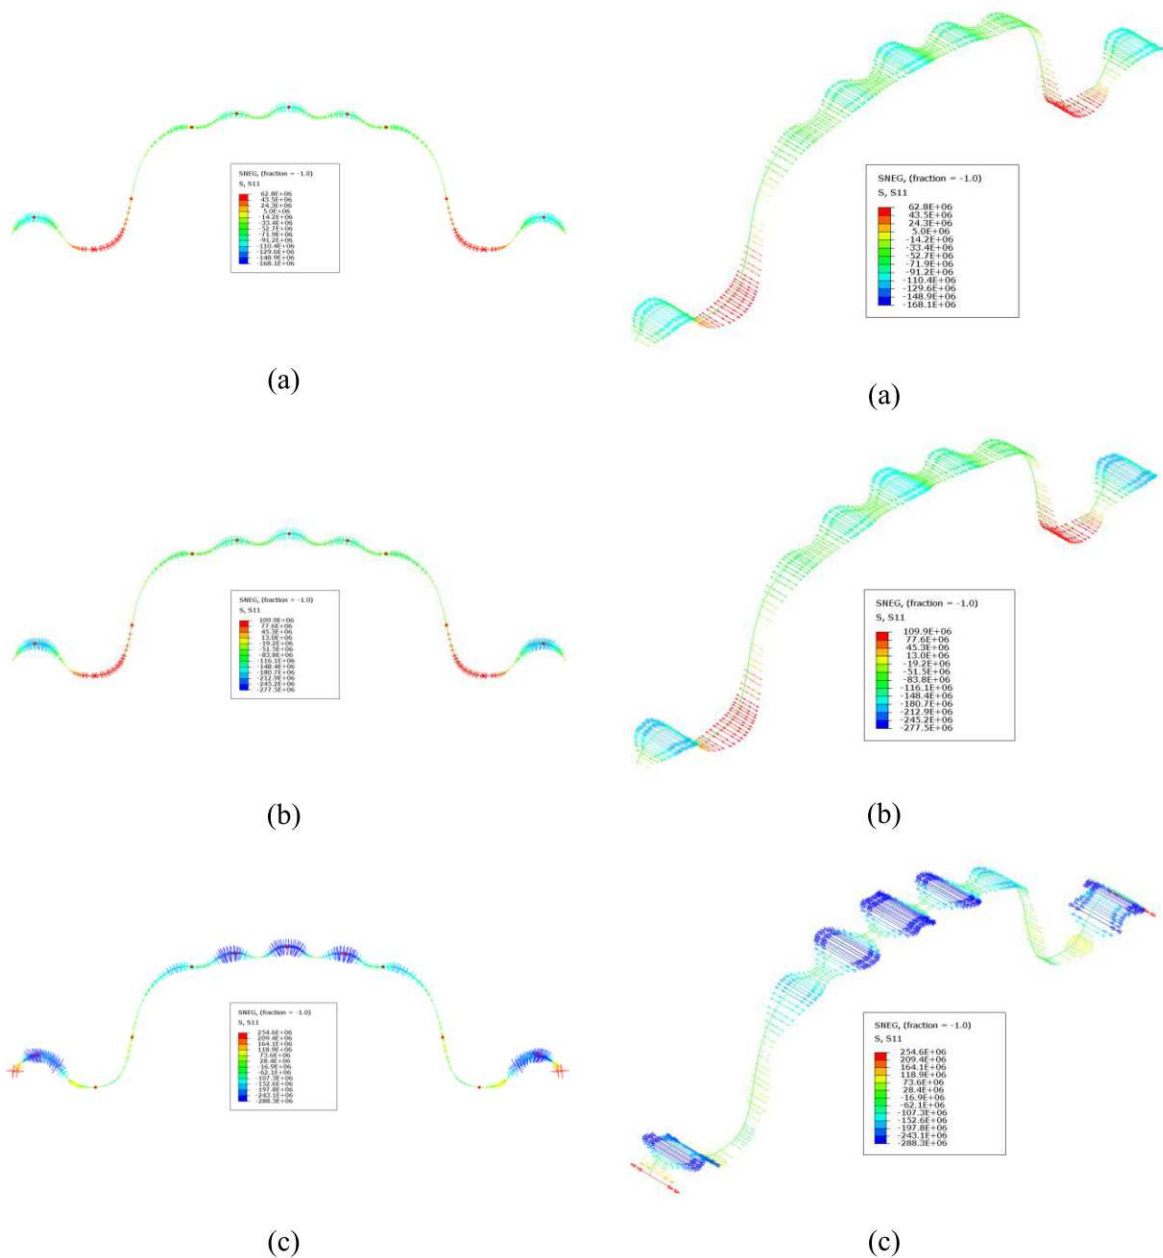 SNEG, (fraction = -1.0)
S, S11
62.8E+06
43.5E+06
24.3E+06
5.0E+06
-14.2E+06
-33.4E+06
-52.7E+06
-71.9E+06
-91.2E+06
-110.4E+06
-129.6E+06
-148.9E+06
-168.1E+06
(a)
SNEG, (fraction = -1.0)
S, S11
62.8E+06
43.5E+06
24.3E+06
5.0E+06
-14.2E+06
-33.4E+06
-52.7E+06
-71.9E+06
-91.2E+06
-110.4E+06
-129.6E+06
-148.9E+06
-168.1E+06
(a)
SNEG, (fraction = -1.0)
S, S11
109.9E+06
77.6E+06
45.3E+06
13.0E+06
-19.2E+06
-51.5E+06
-83.8E+06
-116.1E+06
-148.4E+06
-180.7E+06
-212.9E+06
-245.2E+06
-277.5E+06
(b)
SNEG, (fraction = -1.0)
S, S11
109.9E+06
77.6E+06
45.3E+06
13.0E+06
-19.2E+06
-51.5E+06
-83.8E+06
-116.1E+06
-148.4E+06
-180.7E+06
-212.9E+06
-245.2E+06
-277.5E+06
(b)
SNEG, (fraction = -1.0)
S, S11
254.6E+06
209.4E+06
164.1E+06
118.9E+06
73.6E+06
28.4E+06
-16.9E+06
-62.1E+06
-107.3E+06
-152.6E+06
-197.8E+06
-243.1E+06
-288.3E+06
(c)
SNEG, (fraction = -1.0)
S, S11
254.6E+06
209.4E+06
164.1E+06
118.9E+06
73.6E+06
28.4E+06
-16.9E+06
-62.1E+06
-107.3E+06
-152.6E+06
-197.8E+06
-243.1E+06
-288.3E+06
(c)